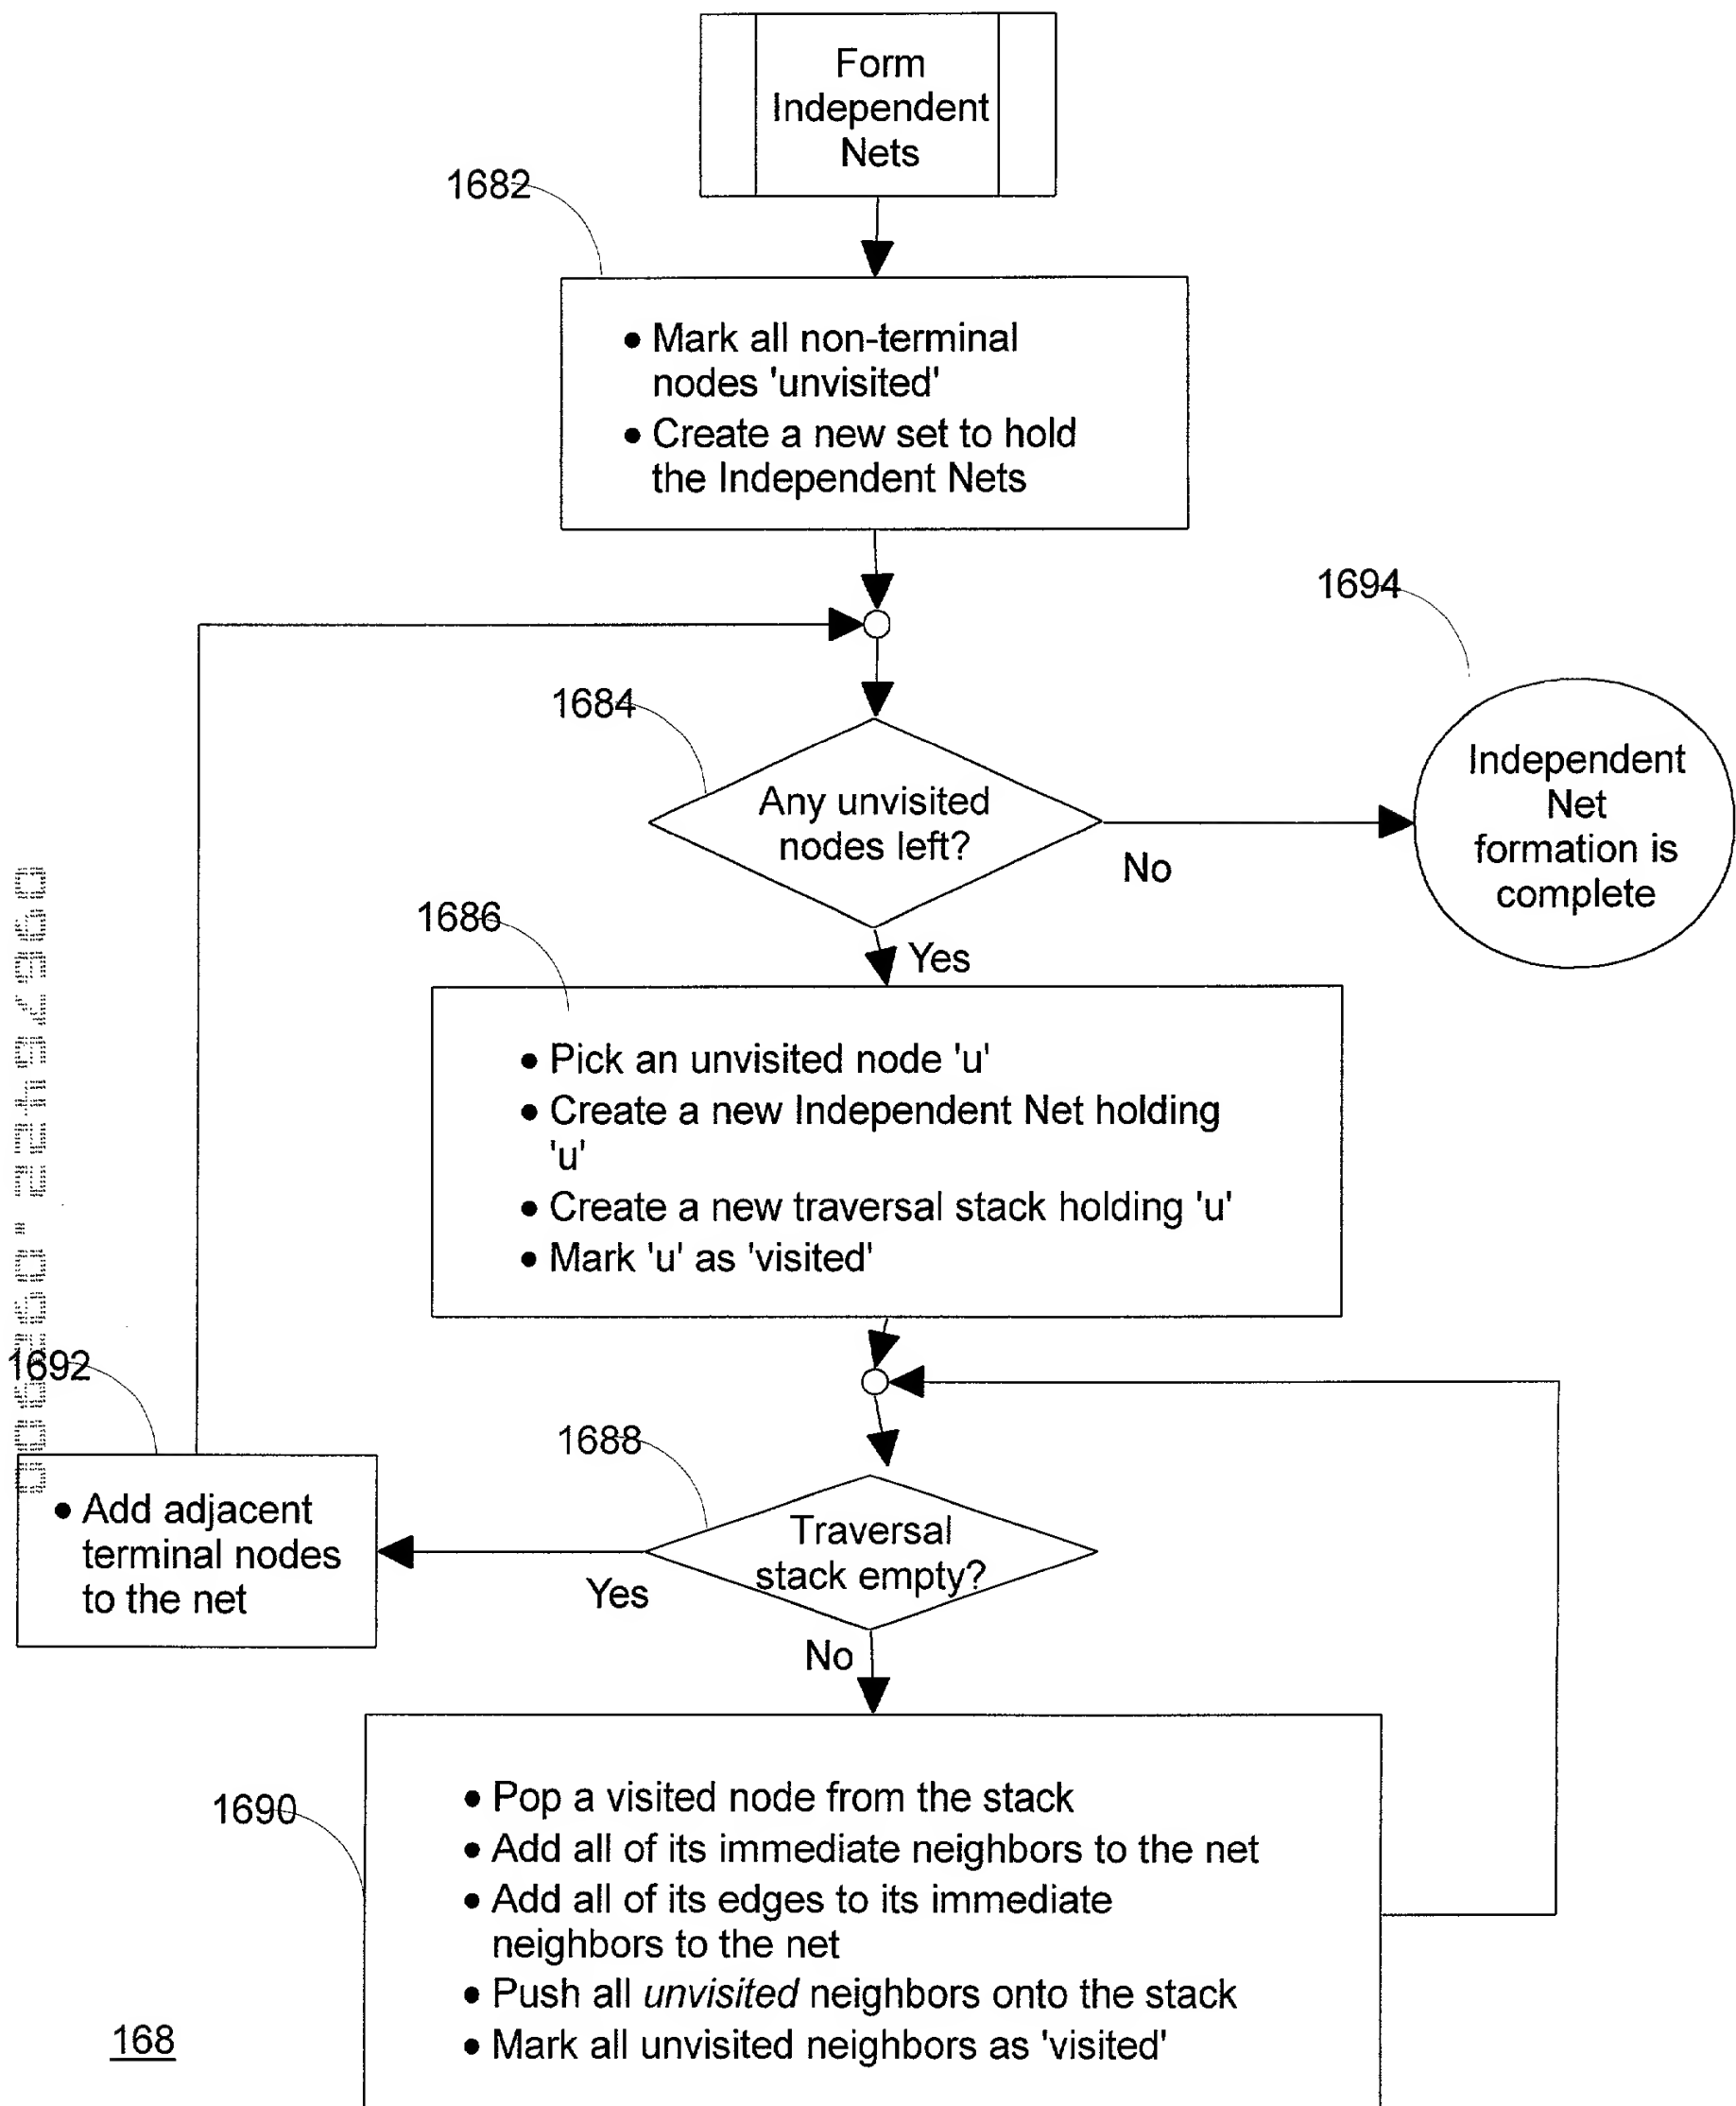 Form
Independent
Nets
1682
• Mark all non-terminal
nodes 'unvisited'
• Create a new set to hold
the Independent Nets
1694
1684
Any unvisited
nodes left?
No
Independent
Net
formation is
complete
1686
Yes
• Pick an unvisited node 'u'
• Create a new Independent Net holding
'u'
• Create a new traversal stack holding 'u'
• Mark 'u' as 'visited'
1692
1688
• Add adjacent
terminal nodes
to the net
Traversal
stack empty?
Yes
No
1690
• Pop a visited node from the stack
• Add all of its immediate neighbors to the net
• Add all of its edges to its immediate
neighbors to the net
• Push all unvisited neighbors onto the stack
• Mark all unvisited neighbors as 'visited'
168